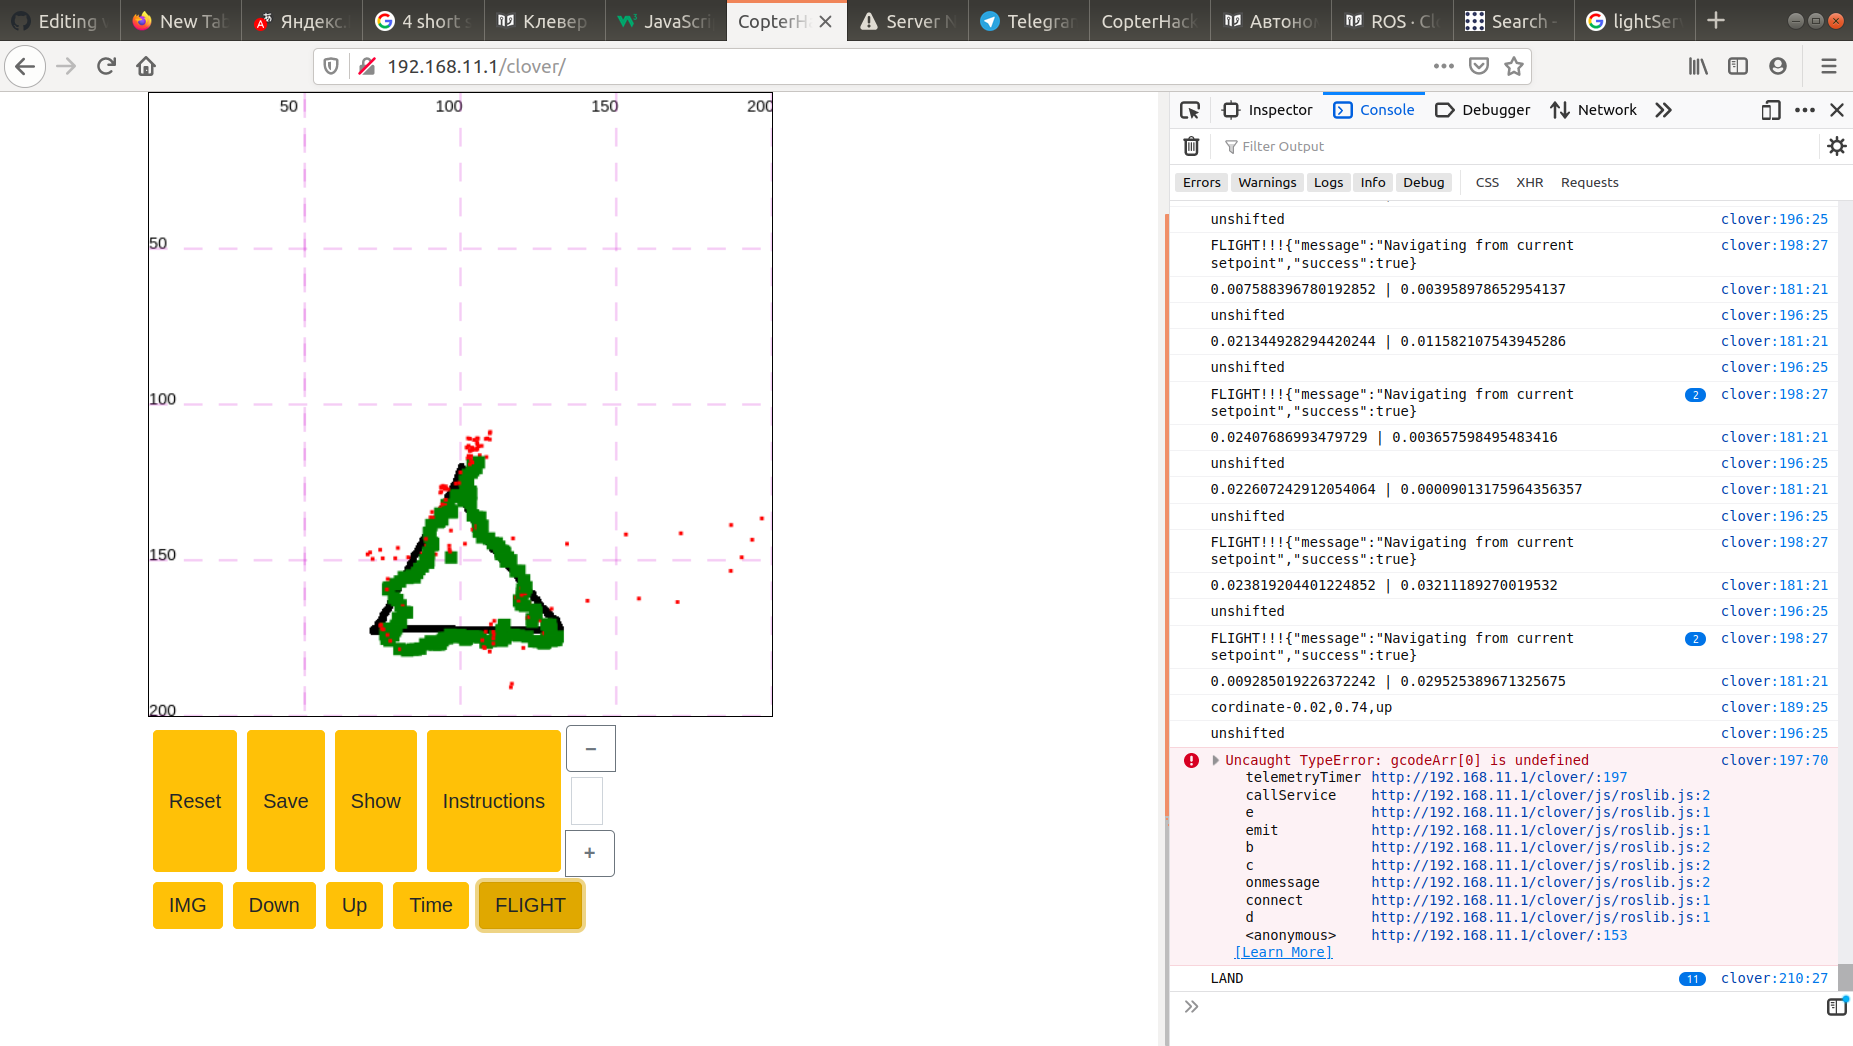 Editing
New Tab
Яндекс.
4 short s
Клевер
JavaScri
CopterHa
Server N
Telegram
CopterHack
Автоном
ROS · Cl
Search -
lightSer
192.168.11.1/clover/
50 100 150 200
50
100
150
200
Reset Save Show Instructions
−
+
IMG Down Up Time FLIGHT
Inspector Console Debugger Network
Filter Output
Errors Warnings Logs Info Debug CSS XHR Requests
unshifted clover:196:25
FLIGHT!!!{"message":"Navigating from current clover:198:27
setpoint","success":true}
0.007588396780192852 | 0.003958978652954137 clover:181:21
unshifted clover:196:25
0.021344928294420244 | 0.011582107543945286 clover:181:21
unshifted clover:196:25
FLIGHT!!!{"message":"Navigating from current 2 clover:198:27
setpoint","success":true}
0.02407686993479729 | 0.003657598495483416 clover:181:21
unshifted clover:196:25
0.022607242912054064 | 0.00009013175964356357 clover:181:21
unshifted clover:196:25
FLIGHT!!!{"message":"Navigating from current clover:198:27
setpoint","success":true}
0.023819204401224852 | 0.03211189270019532 clover:181:21
unshifted clover:196:25
FLIGHT!!!{"message":"Navigating from current 2 clover:198:27
setpoint","success":true}
0.009285019226372242 | 0.029525389671325675 clover:181:21
cordinate-0.02,0.74,up clover:189:25
unshifted clover:196:25
Uncaught TypeError: gcodeArr[0] is undefined clover:197:70
telemetryTimer http://192.168.11.1/clover/:197
callService http://192.168.11.1/clover/js/roslib.js:2
e http://192.168.11.1/clover/js/roslib.js:1
emit http://192.168.11.1/clover/js/roslib.js:1
b http://192.168.11.1/clover/js/roslib.js:2
c http://192.168.11.1/clover/js/roslib.js:2
onmessage http://192.168.11.1/clover/js/roslib.js:2
connect http://192.168.11.1/clover/js/roslib.js:1
d http://192.168.11.1/clover/js/roslib.js:1
<anonymous> http://192.168.11.1/clover/:153
[Learn More]
LAND 11 clover:210:27